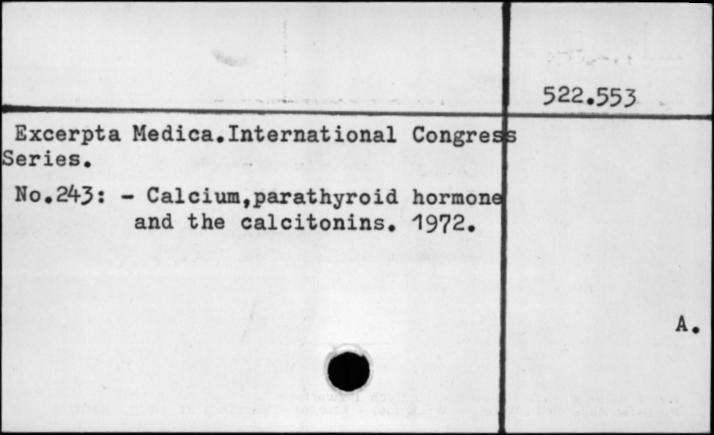 522.553
Excerpta Medica.International Congress
Series.
No.243: - Calcium,parathyroid hormone
and the calcitonins. 1972.
A.